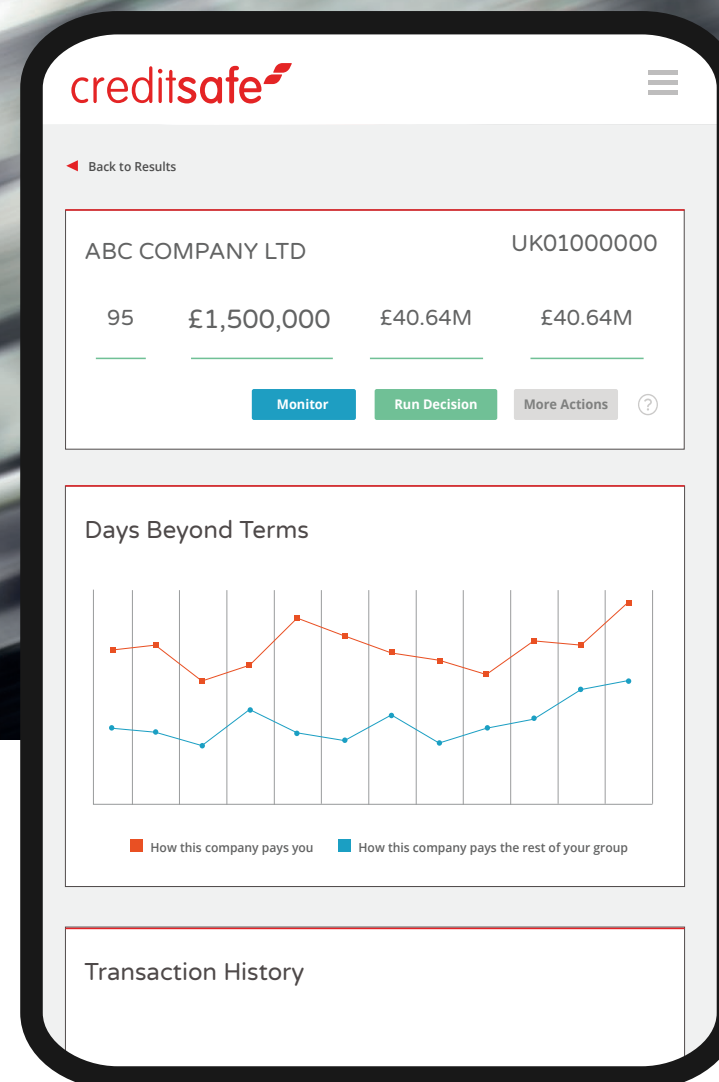 creditsafe
Back to Results
ABC COMPANY LTD
UK01000000
95 £1,500,000 £40.64M £40.64M
Monitor Run Decision More Actions ?
Days Beyond Terms
How this company pays you How this company pays the rest of your group
Transaction History